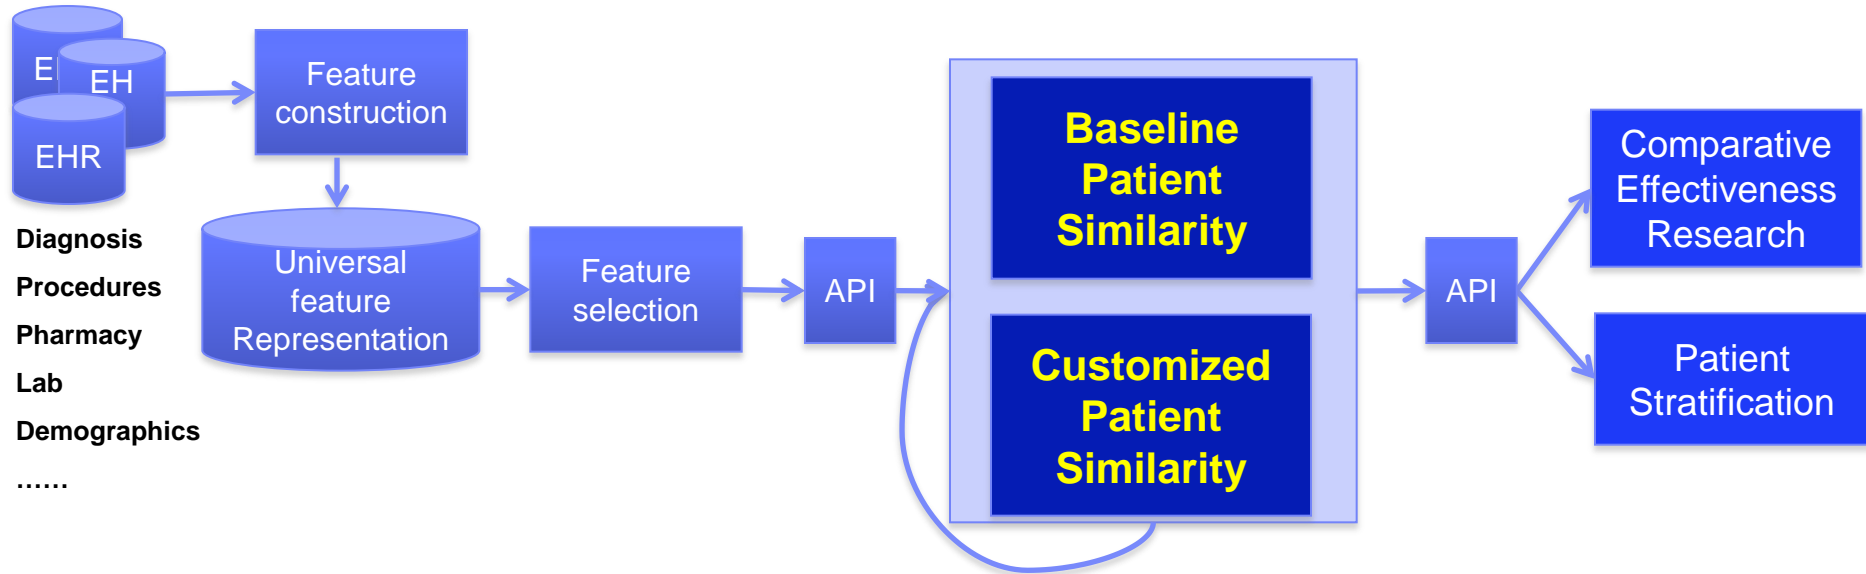 EH
EHR
Diagnosis
Procedures
Pharmacy
Lab
Demographics
......
Feature
construction
Universal
feature
Representation
Feature
selection
API
Baseline
Patient
Similarity
Customized
Patient
Similarity
API
Comparative
Effectiveness
Research
Patient
Stratification